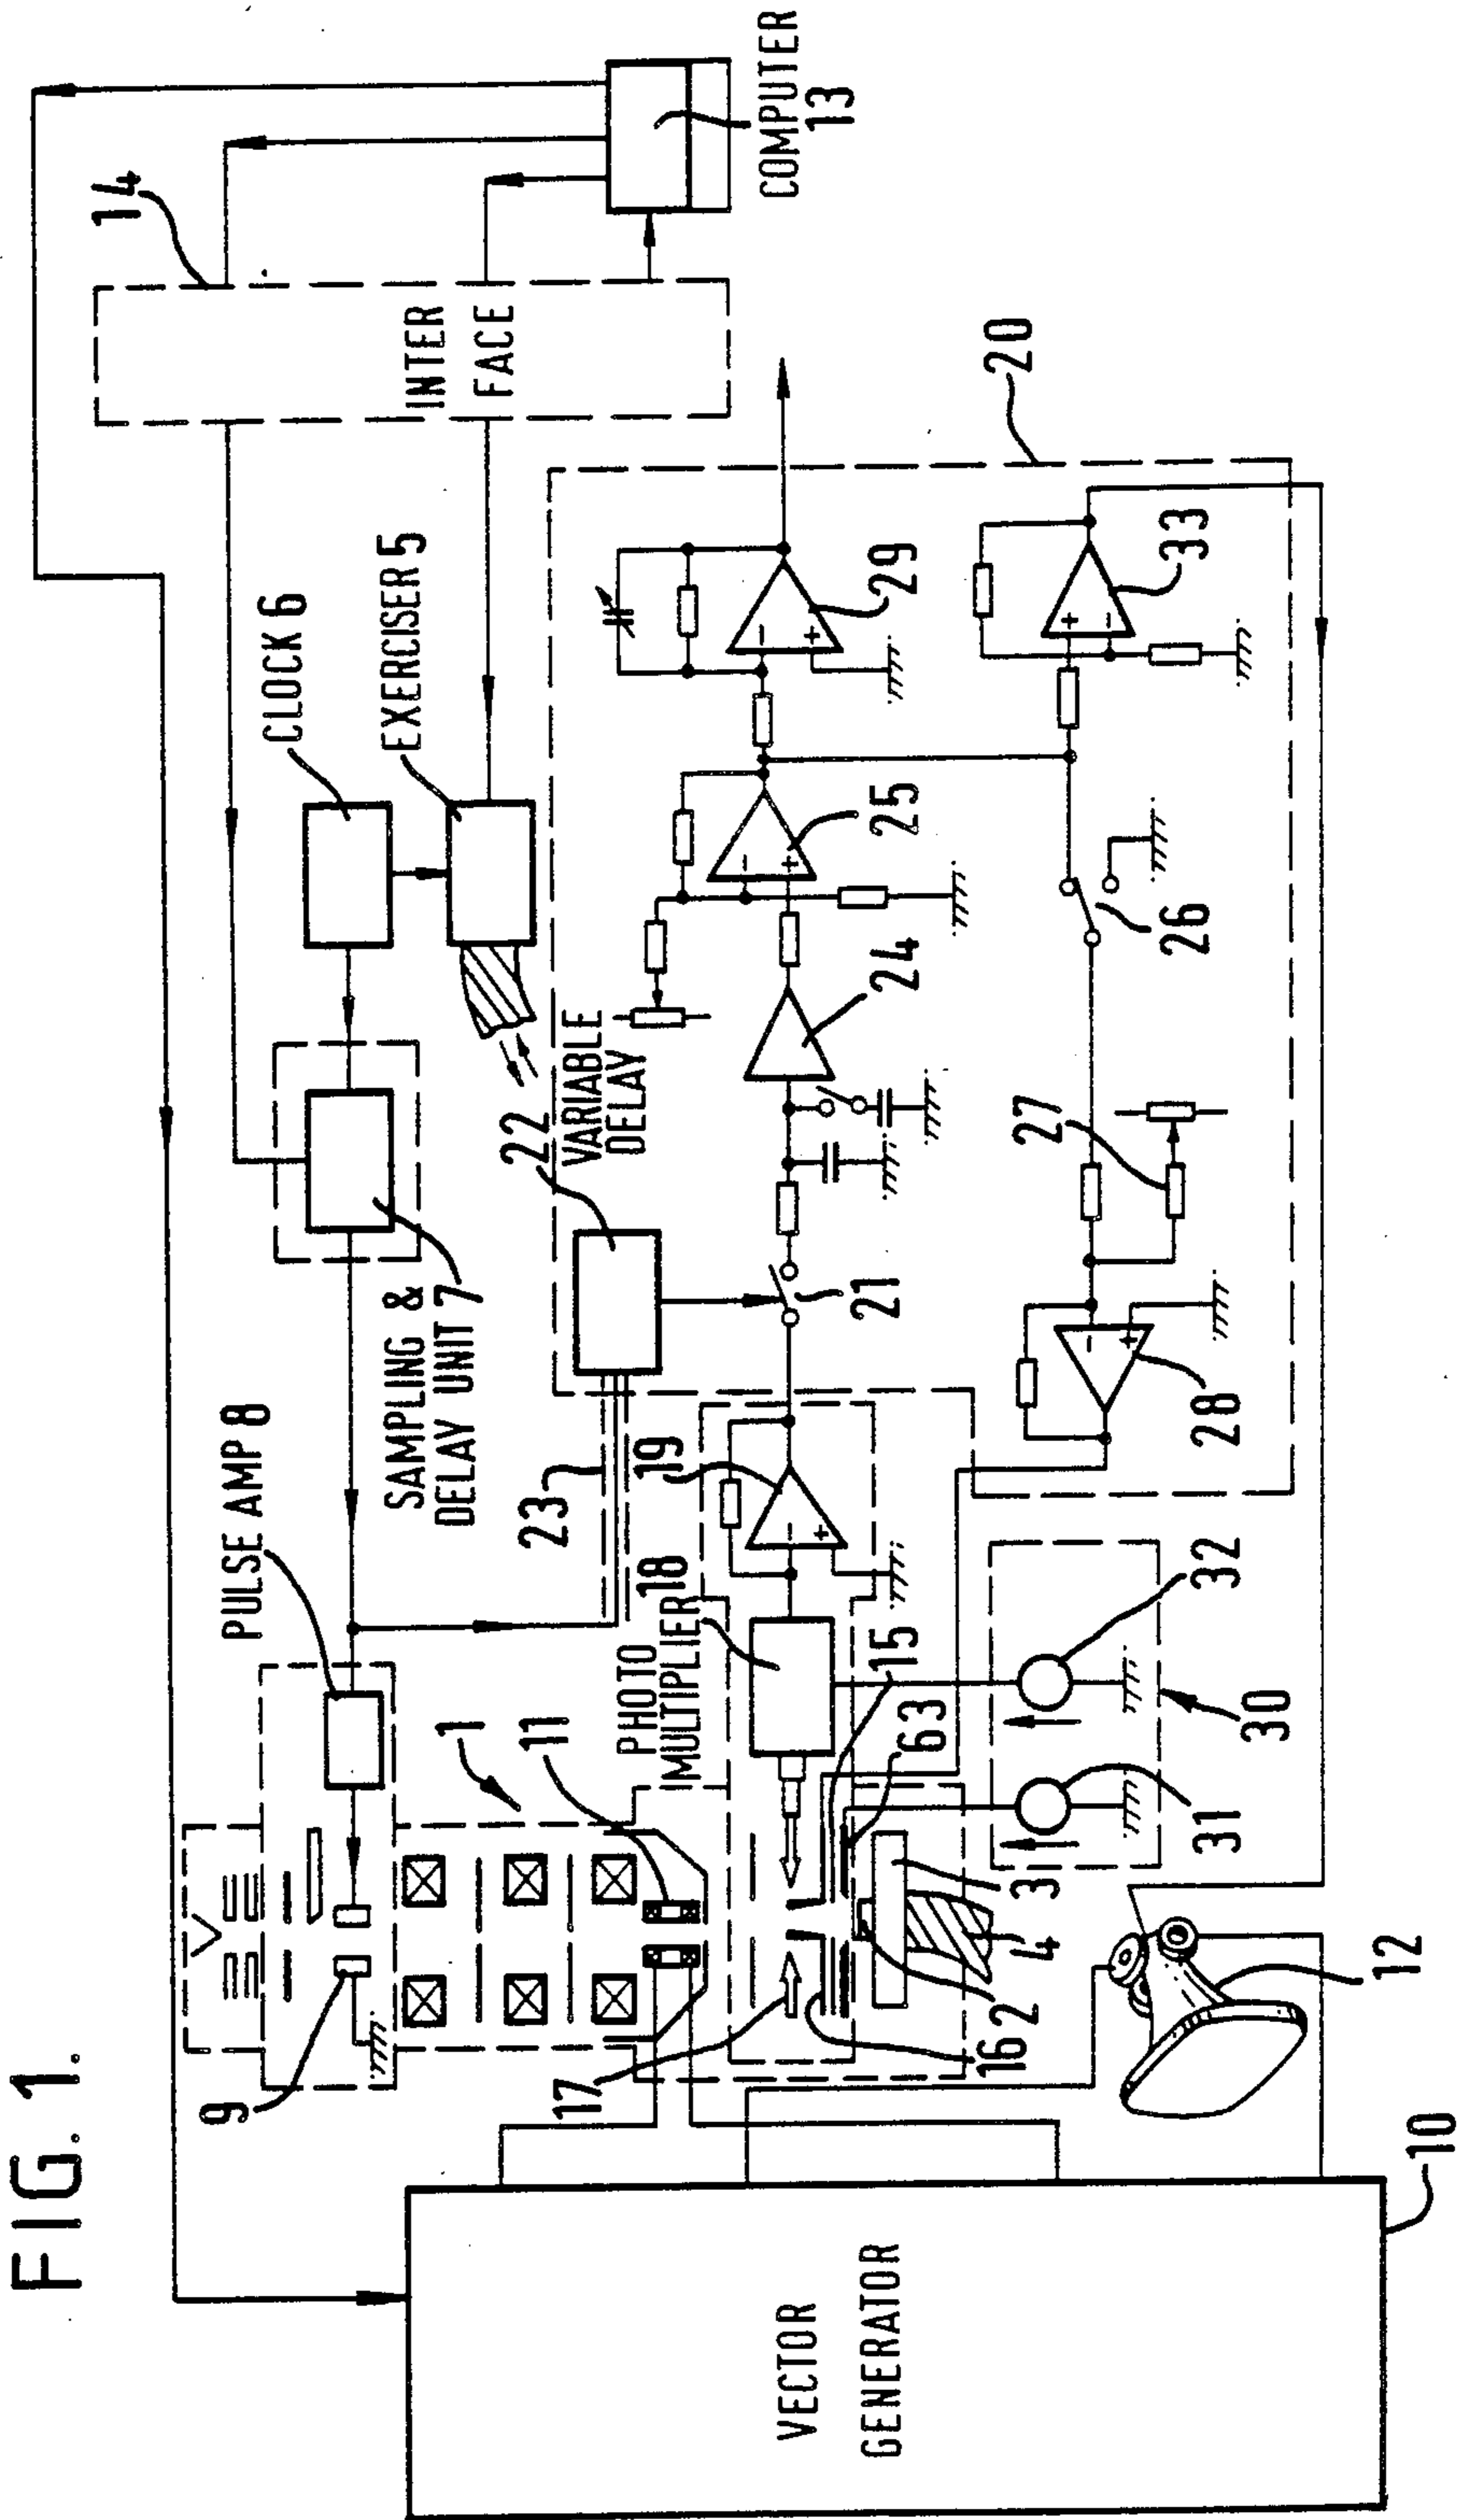 FIG. 1.
14
COMPUTER
13
INTER
FACE
CLOCK 6
EXERCISER 5
20
SAMPLING &
DELAY UNIT 7
22
VARIABLE
DELAY
29
33
25
24
26
27
21
28
PULSE AMP 8
23
19
PHOTO
MULTIPLIER
18
1
11
9
15
63
32
30
31
3
4
2
16
17
12
VECTOR
GENERATOR
10